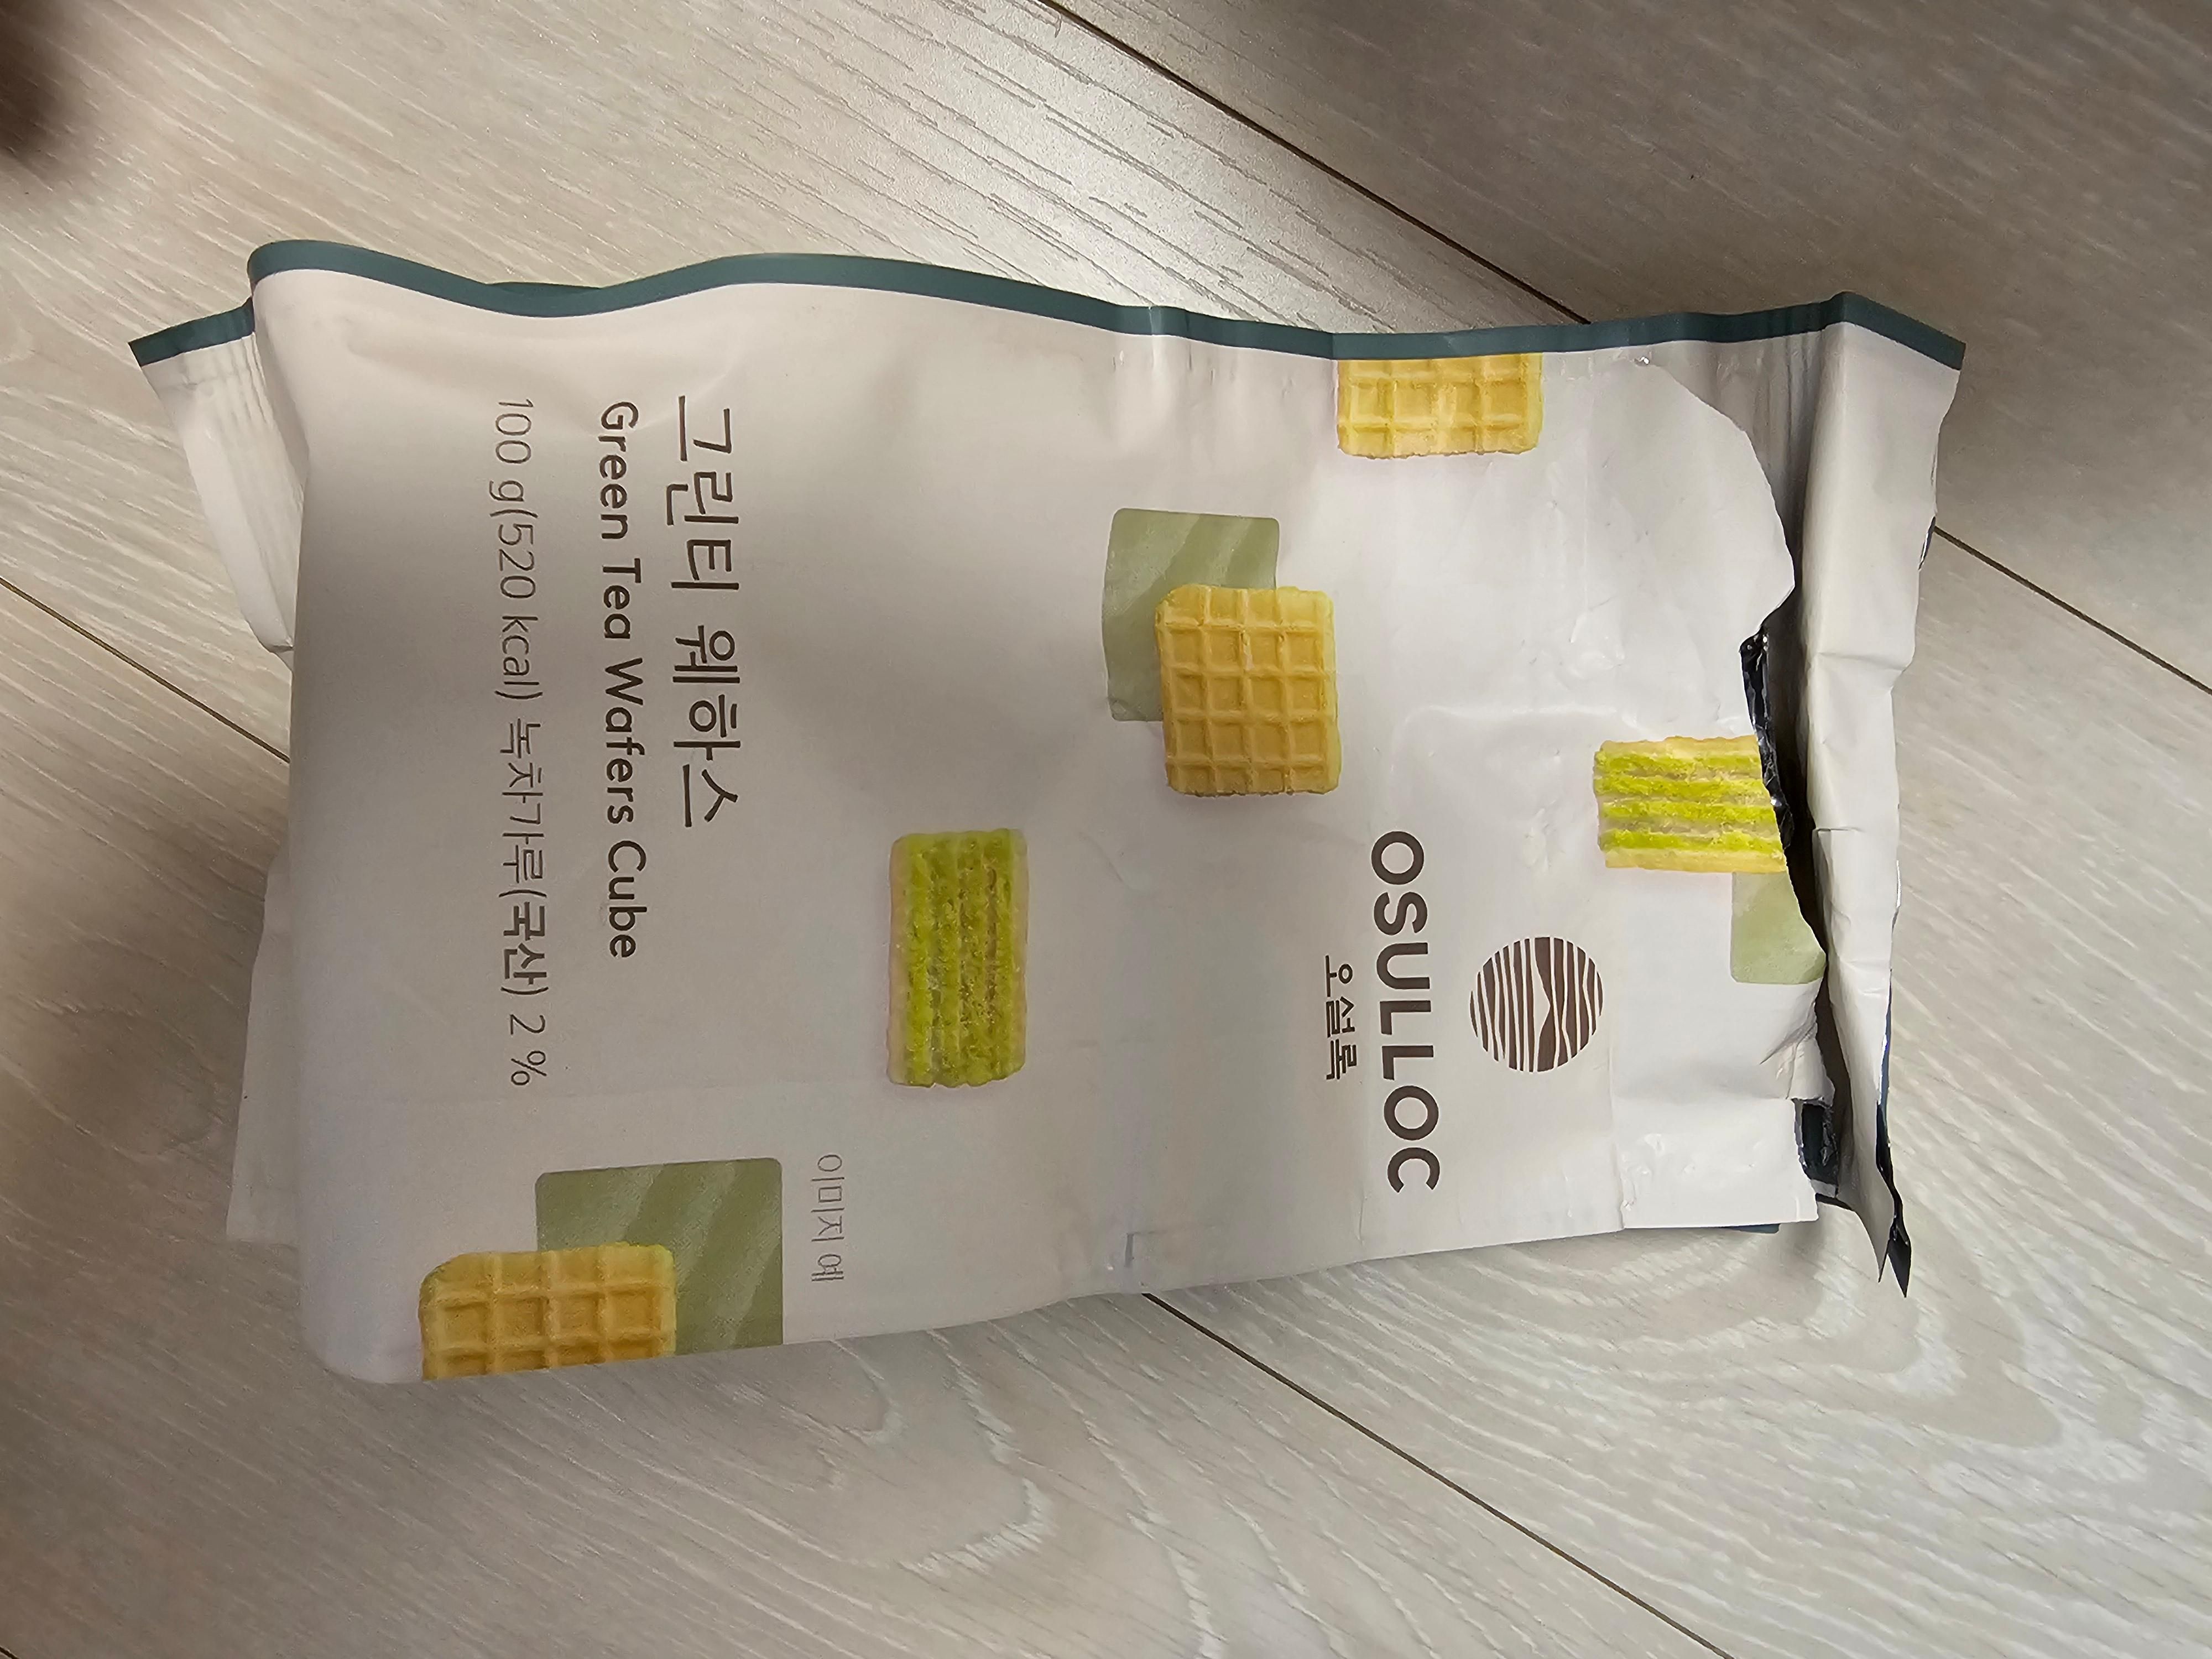 OSULLOC
오설록
이미지 예
그린티 웨하스
Green Tea Wafers Cube
100 g(520 kcal) 녹차가루(국산) 2 %